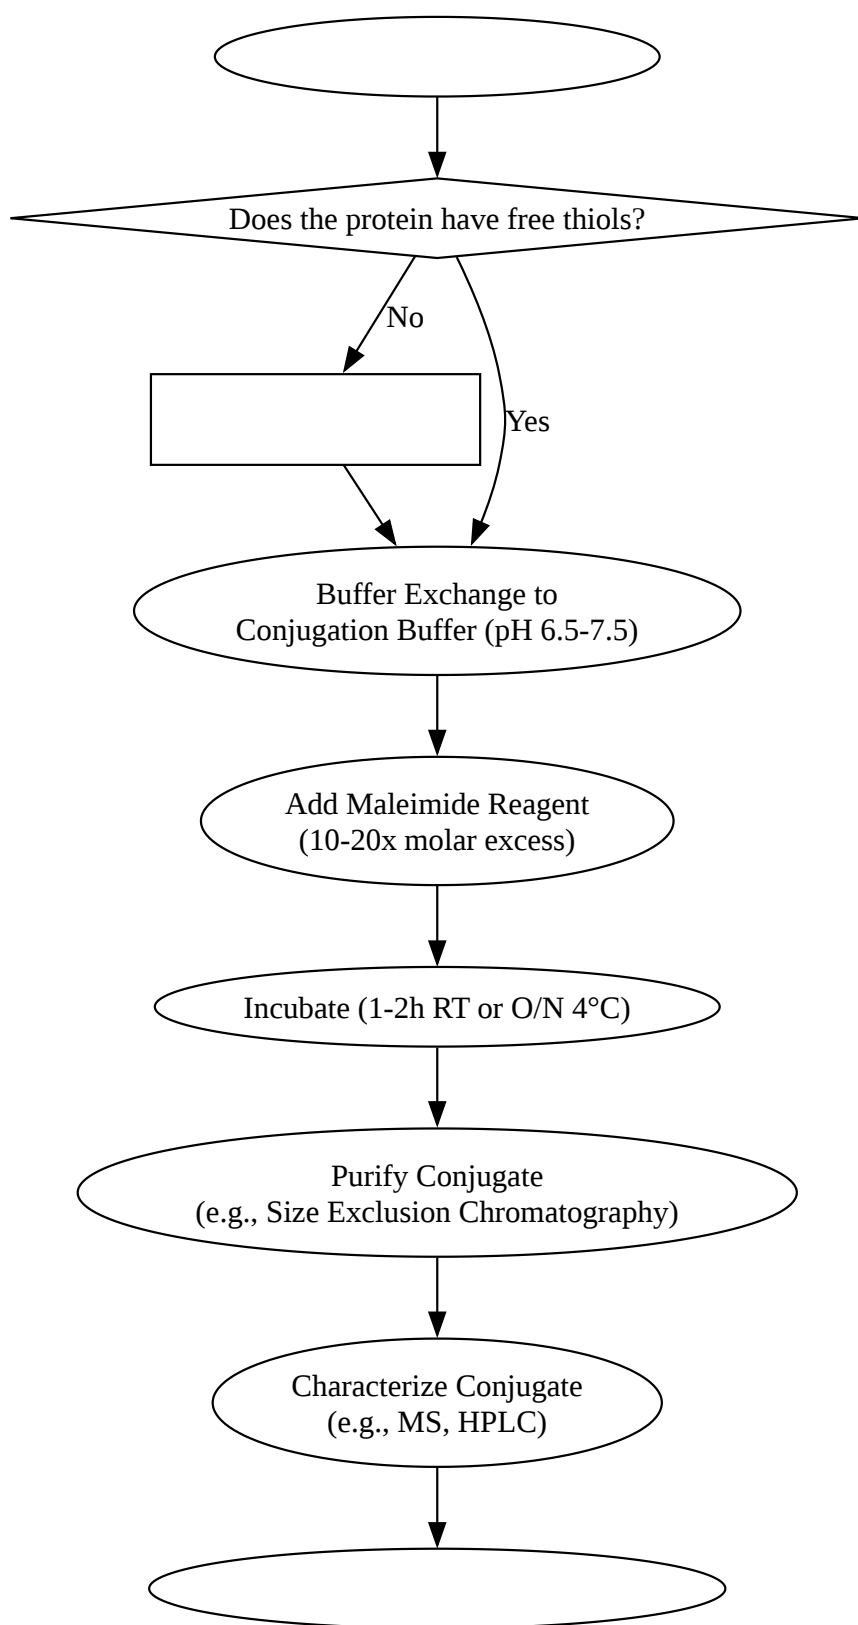 Does the protein have free thiols?
No
Yes
Buffer Exchange to
Conjugation Buffer (pH 6.5-7.5)
Add Maleimide Reagent
(10-20x molar excess)
Incubate (1-2h RT or O/N 4°C)
Purify Conjugate
(e.g., Size Exclusion Chromatography)
Characterize Conjugate
(e.g., MS, HPLC)